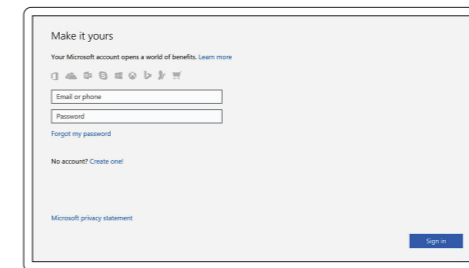 Make it yours
Your Microsoft account opens a world of benefits. Learn more
Email or phone
Password
Forgot my password
No account? Create one!
Microsoft privacy statement
Sign in